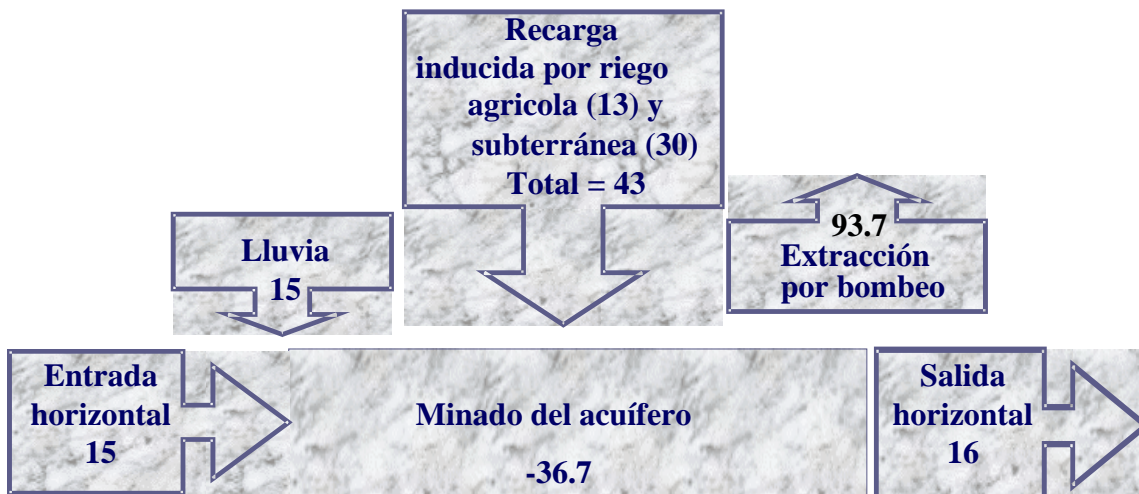 Recarga
inducida por riego
agricola (13) y
subterránea (30)
Total = 43
93.7
Extracción
por bombeo
Lluvia
15
Entrada
horizontal
15
Minado del acuífero
-36.7
Salida
horizontal
16